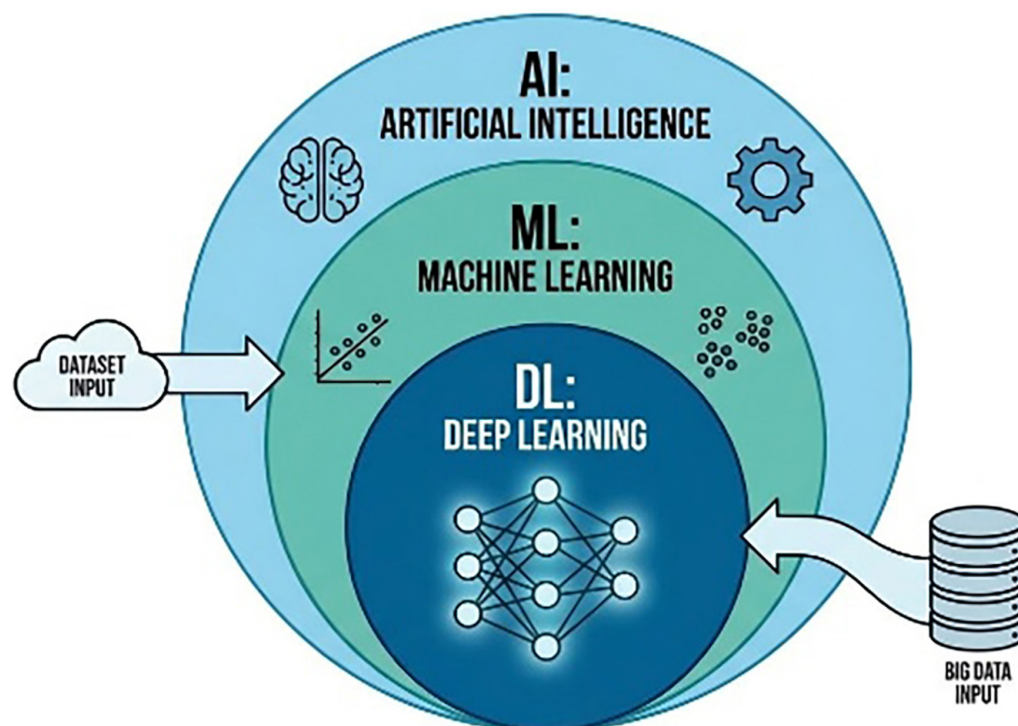 AI:
ARTIFICIAL INTELLIGENCE
ML:
MACHINE LEARNING
DATASET
INPUT
DL:
DEEP LEARNING
BIG DATA
INPUT